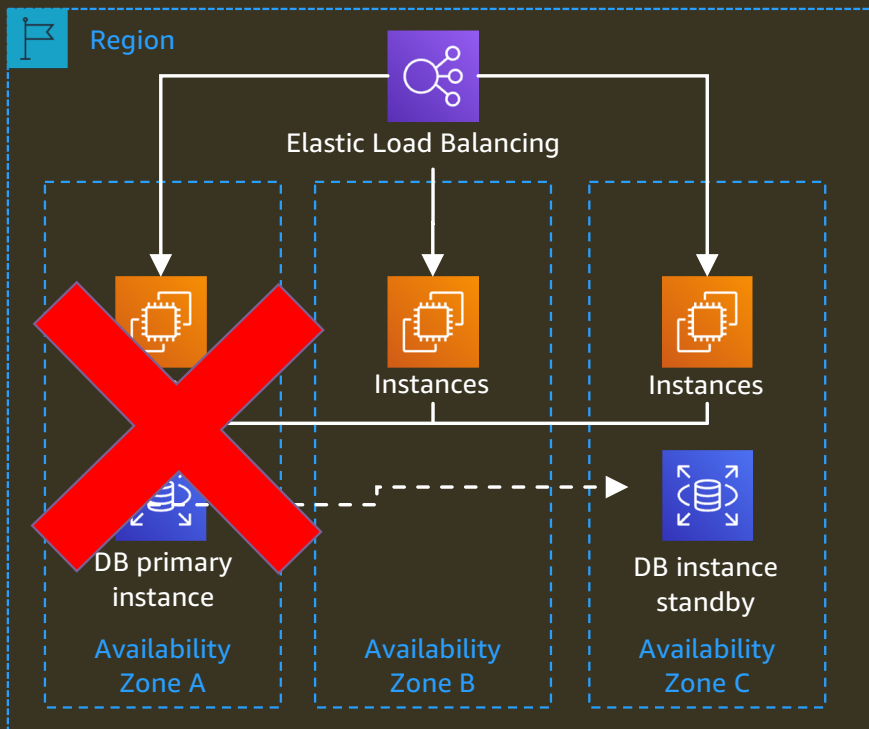 Region
Elastic Load Balancing
Instances
Instances
DB primary
instance
DB instance
standby
Availability
Zone A
Availability
Zone B
Availability
Zone C